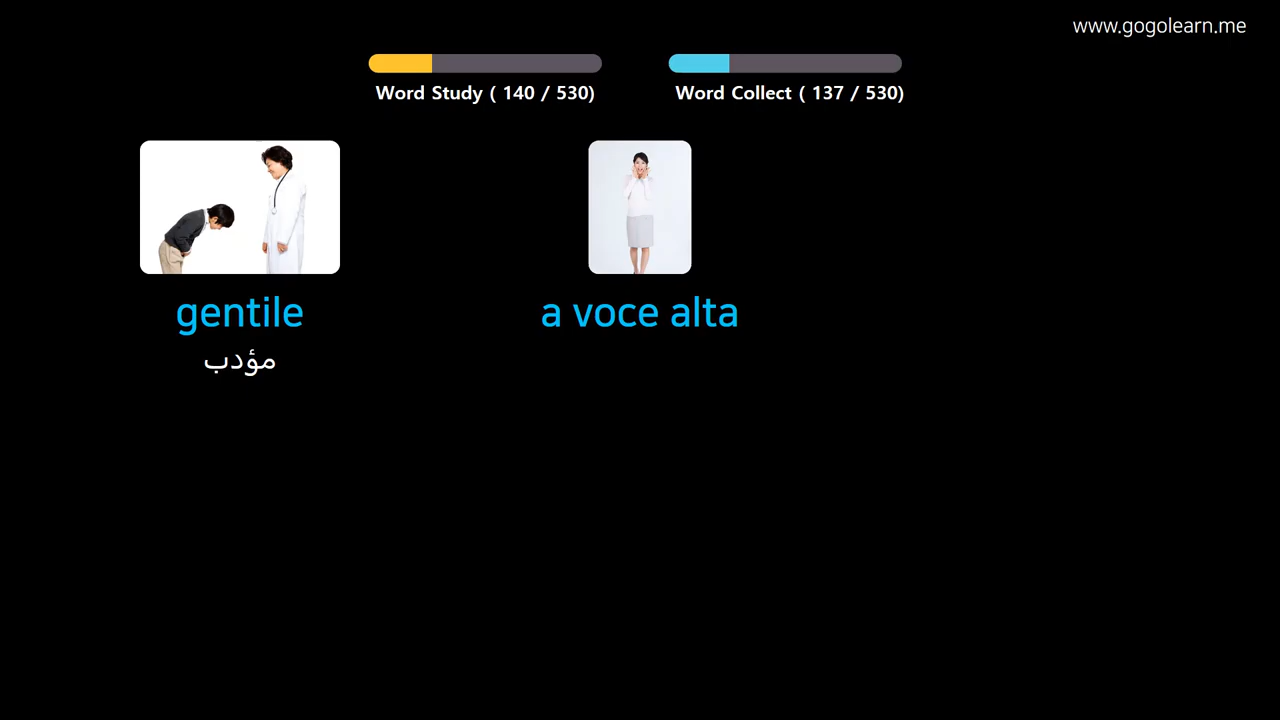 www.gogolearn.me
Word Study ( 140 / 530)
Word Collect ( 137 / 530)
gentile
a voce alta
مؤدب